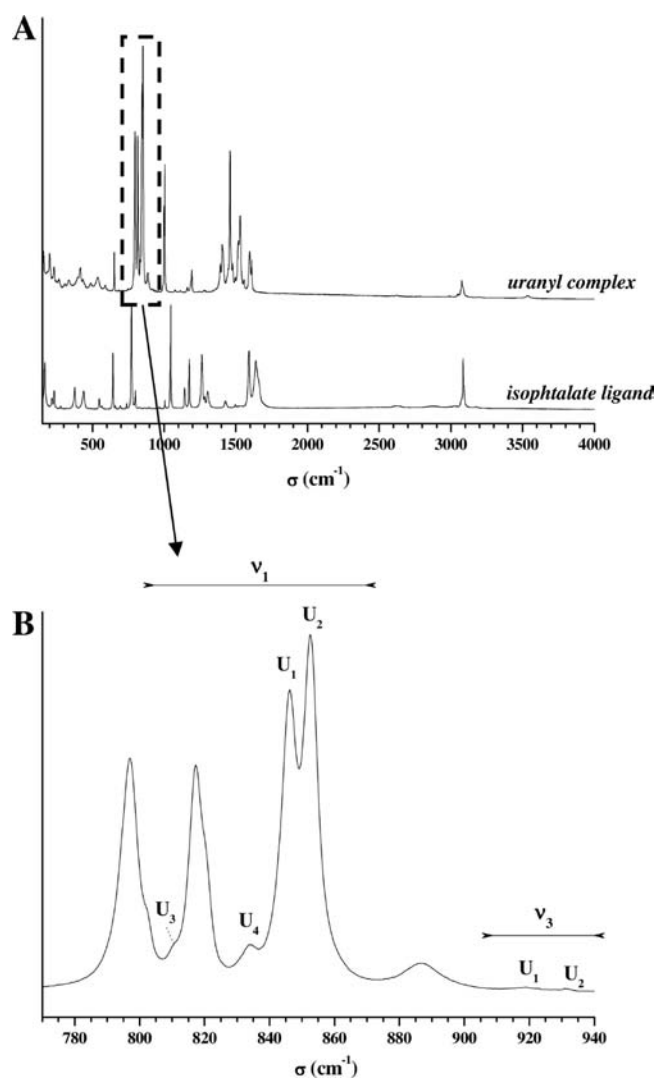 A
uranyl complex
isophtalate ligand
500 1000 1500 2000 2500 3000 3500 4000
σ (cm⁻¹)
ν₁
B
U₂
U₁
U₃
U₄
ν₃
U₁
U₂
780 800 820 840 860 880 900 920 940
σ (cm⁻¹)